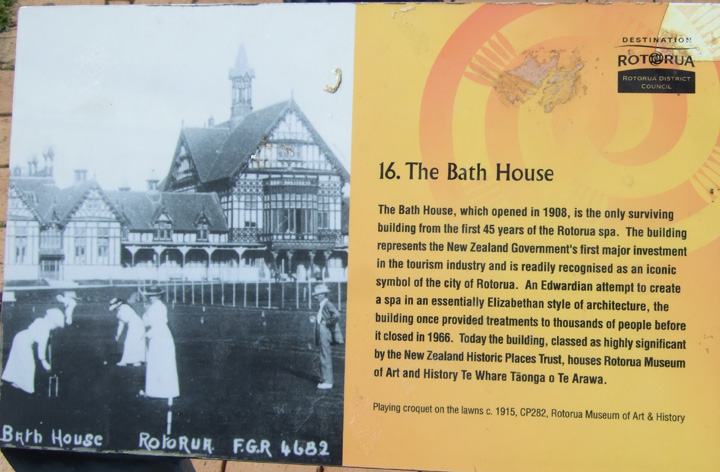 DESTINATION
ROTORUA
ROTORUA DISTRICT
COUNCIL
16. The Bath House
The Bath House, which opened in 1908, is the only surviving
building from the first 45 years of the Rotorua spa. The building
represents the New Zealand Government's first major investment
in the tourism industry and is readily recognised as an iconic
symbol of the city of Rotorua. An Edwardian attempt to create
a spa in an essentially Elizabethan style of architecture, the
building once provided treatments to thousands of people before
it closed in 1966. Today the building, classed as highly significant
by the New Zealand Historic Places Trust, houses Rotorua Museum
of Art and History Te Whare Tāonga o Te Arawa.
Playing croquet on the lawns c. 1915, CP282, Rotorua Museum of Art & History
Bath House Rotorua F.G.R 4682